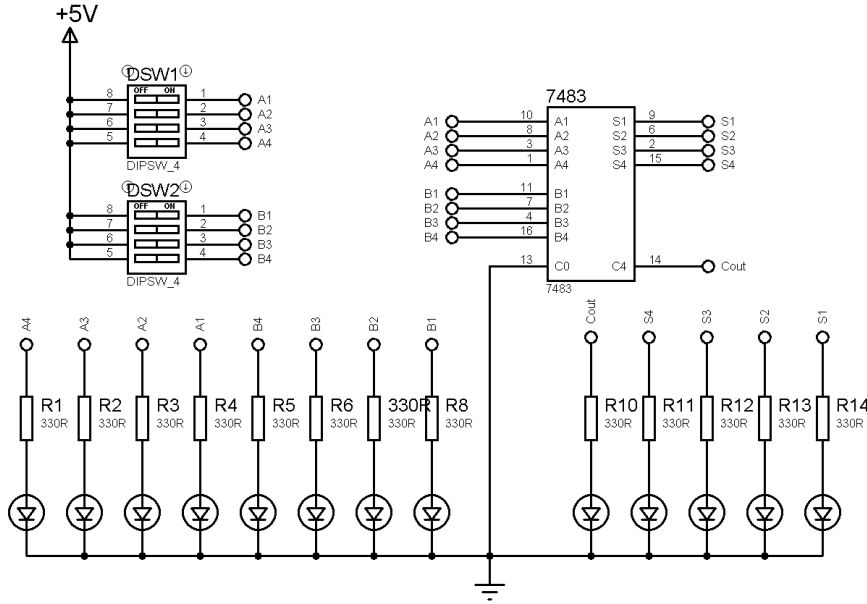 +5V
DSW1
OFF ON
8 1 A1
7 2 A2
6 3 A3
5 4 A4
DIPSW_4
DSW2
OFF ON
8 1 B1
7 2 B2
6 3 B3
5 4 B4
DIPSW_4
7483
A1 10 A1 S1 9 S1
A2 8 A2 S2 6 S2
A3 3 A3 S3 2 S3
A4 1 A4 S4 15 S4
B1 11 B1
B2 7 B2
B3 4 B3
B4 16 B4
13 C0 C4 14 Cout
7483
A4 A3 A2 A1 B4 B3 B2 B1 Cout S4 S3 S2 S1
R1 R2 R3 R4 R5 R6 330R R8 R10 R11 R12 R13 R14
330R 330R 330R 330R 330R 330R 330R 330R 330R 330R 330R 330R 330R